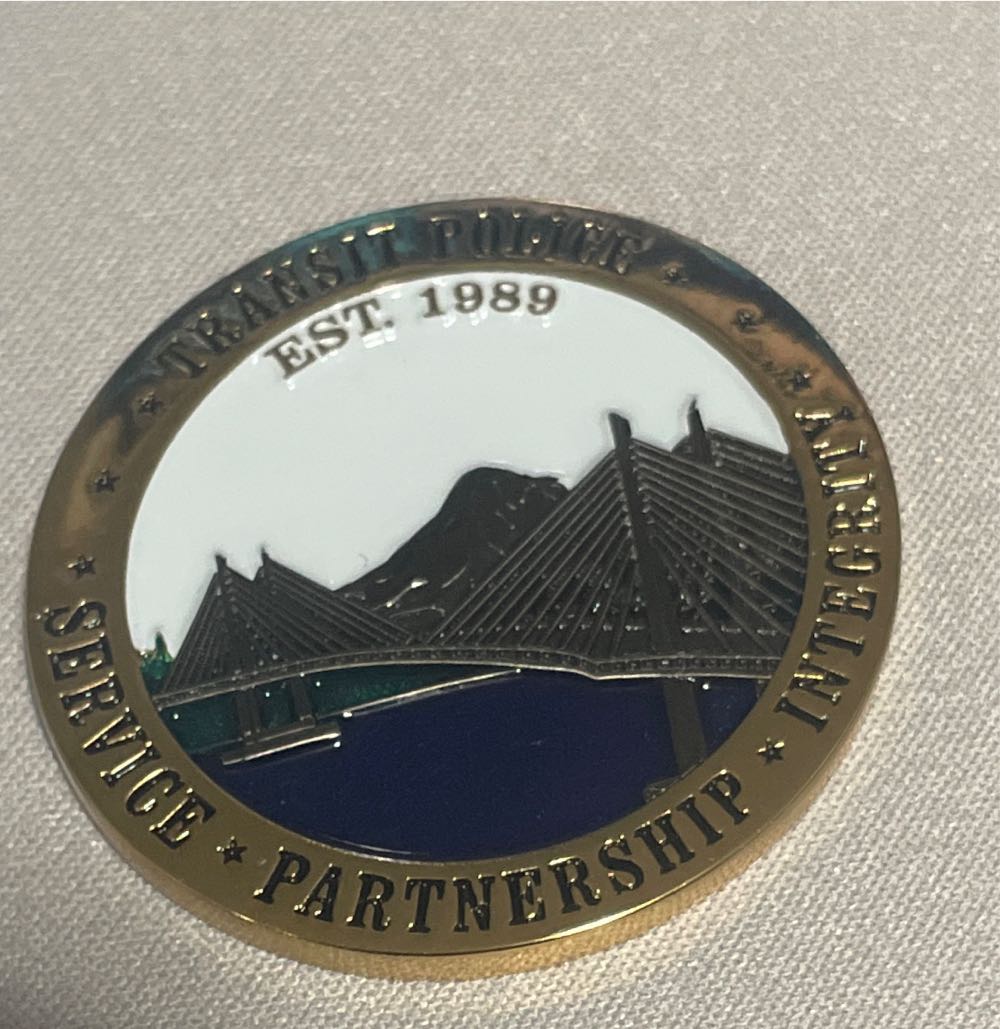 TRANSIT POLICE
EST. 1989
SERVICE ★ PARTNERSHIP ★ INTEGRITY